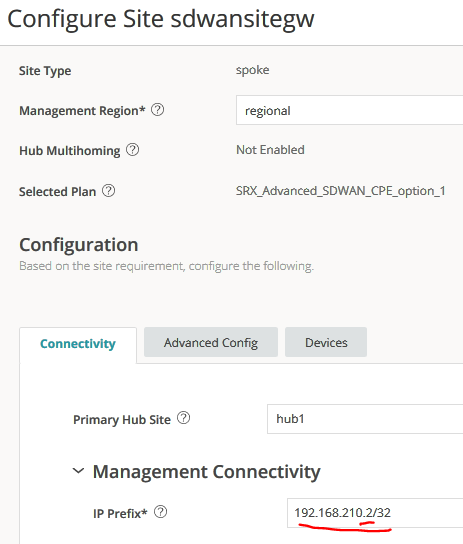 Configure Site sdwansitegw
Site Type spoke
Management Region* ? regional
Hub Multihoming ? Not Enabled
Selected Plan ? SRX_Advanced_SDWAN_CPE_option_1
Configuration
Based on the site requirement, configure the following.
Connectivity Advanced Config Devices
Primary Hub Site ? hub1
Management Connectivity
IP Prefix* ? 192.168.210.2/32